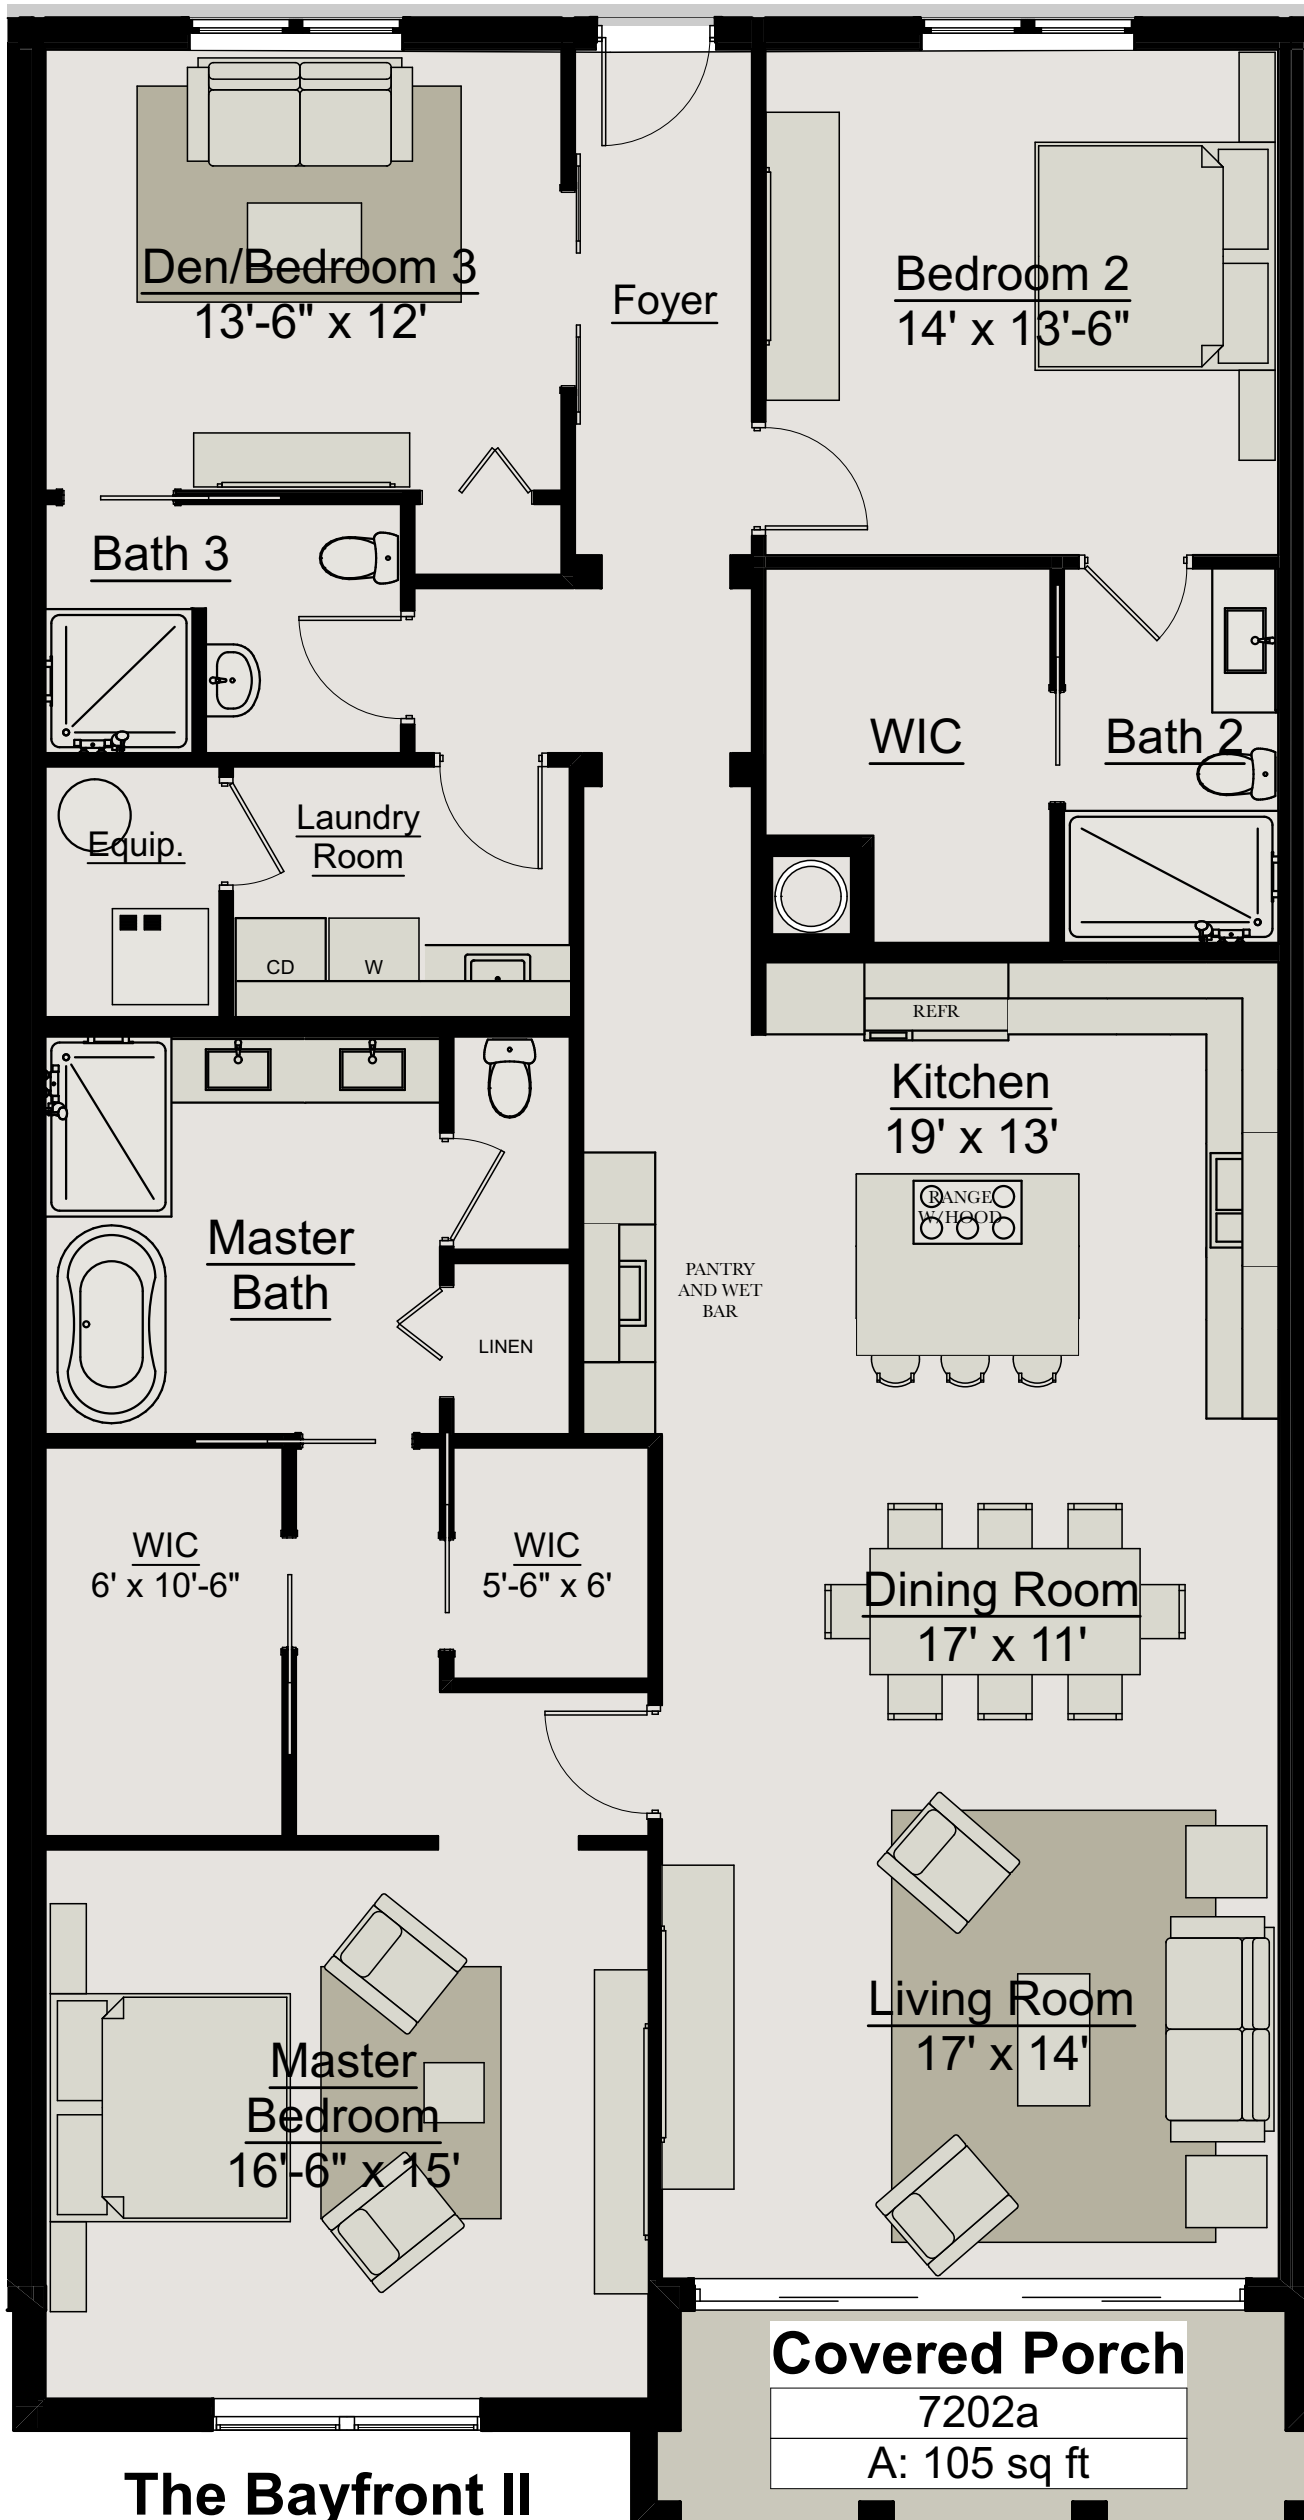 Den/Bedroom 3
13'-6" x 12'
Foyer
Bedroom 2
14' x 13'-6"
Bath 3
WIC
Bath 2
Equip.
Laundry
Room
CD
W
REFR
Kitchen
19' x 13'
RANGE
W/HOOD
Master
Bath
PANTRY
AND WET
BAR
LINEN
WIC
6' x 10'-6"
WIC
5'-6" x 6'
Dining Room
17' x 11'
Living Room
17' x 14'
Master
Bedroom
16'-6" x 15'
Covered Porch
7202a
A: 105 sq ft
The Bayfront II